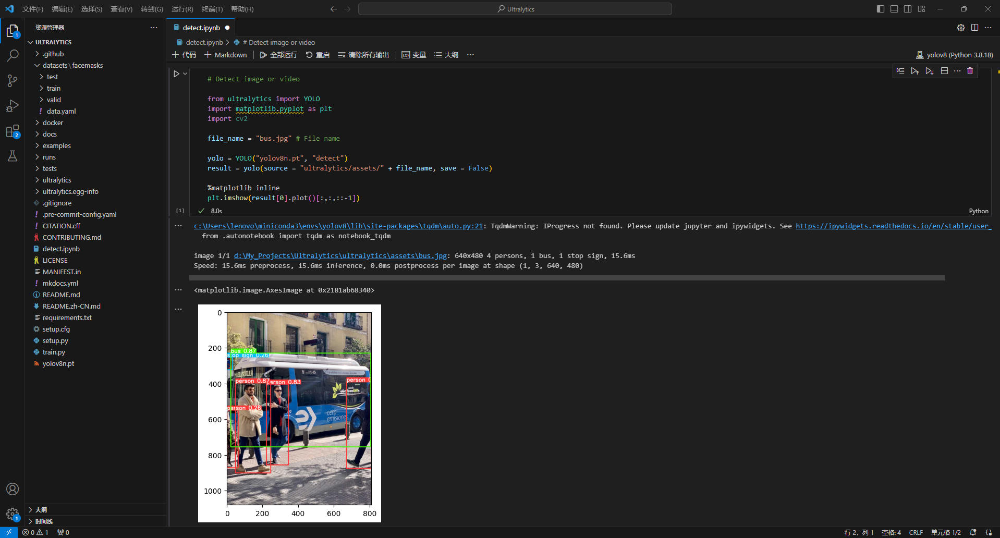 文件(F) 编辑(E) 选择(S) 查看(V) 转到(G) 运行(R) 终端(T) 帮助(H)
Ultralytics
资源管理器
ULTRALYTICS
.github
datasets\facemasks
test
train
valid
data.yaml
docker
docs
examples
runs
tests
ultralytics
ultralytics.egg-info
.gitignore
.pre-commit-config.yaml
CITATION.cff
CONTRIBUTING.md
detect.ipynb
LICENSE
MANIFEST.in
mkdocs.yml
README.md
README.zh-CN.md
requirements.txt
setup.cfg
setup.py
train.py
yolov8n.pt
大纲
时间线
1
2
1
detect.ipynb
detect.ipynb > # Detect image or video
代码 Markdown 全部运行 重启 清除所有输出 变量 大纲
yolov8 (Python 3.8.18)
# Detect image or video
from ultralytics import YOLO
import matplotlib.pyplot as plt
import cv2
file_name = "bus.jpg" # File name
yolo = YOLO("yolov8n.pt", "detect")
result = yolo(source = "ultralytics/assets/" + file_name, save = False)
%matplotlib inline
plt.imshow(result[0].plot()[:,:,::-1])
[1] 8.0s Python
c:\Users\lenovo\miniconda3\envs\yolov8\lib\site-packages\tqdm\auto.py:21: TqdmWarning: IProgress not found. Please update jupyter and ipywidgets. See https://ipywidgets.readthedocs.io/en/stable/user_
from .autonotebook import tqdm as notebook_tqdm
image 1/1 d:\My_Projects\Ultralytics\ultralytics\assets\bus.jpg: 640x480 4 persons, 1 bus, 1 stop sign, 15.6ms
Speed: 15.6ms preprocess, 15.6ms inference, 0.0ms postprocess per image at shape (1, 3, 640, 480)
<matplotlib.image.AxesImage at 0x2181ab68340>
0
200
400
600
800
1000
0 200 400 600 800
bus 0.87
stop sign 0.26
person 0.87
person 0.83
person
person 0.26
cero
emisiones
0 1 0
行 2，列 1 空格: 4 CRLF 单元格 1/2